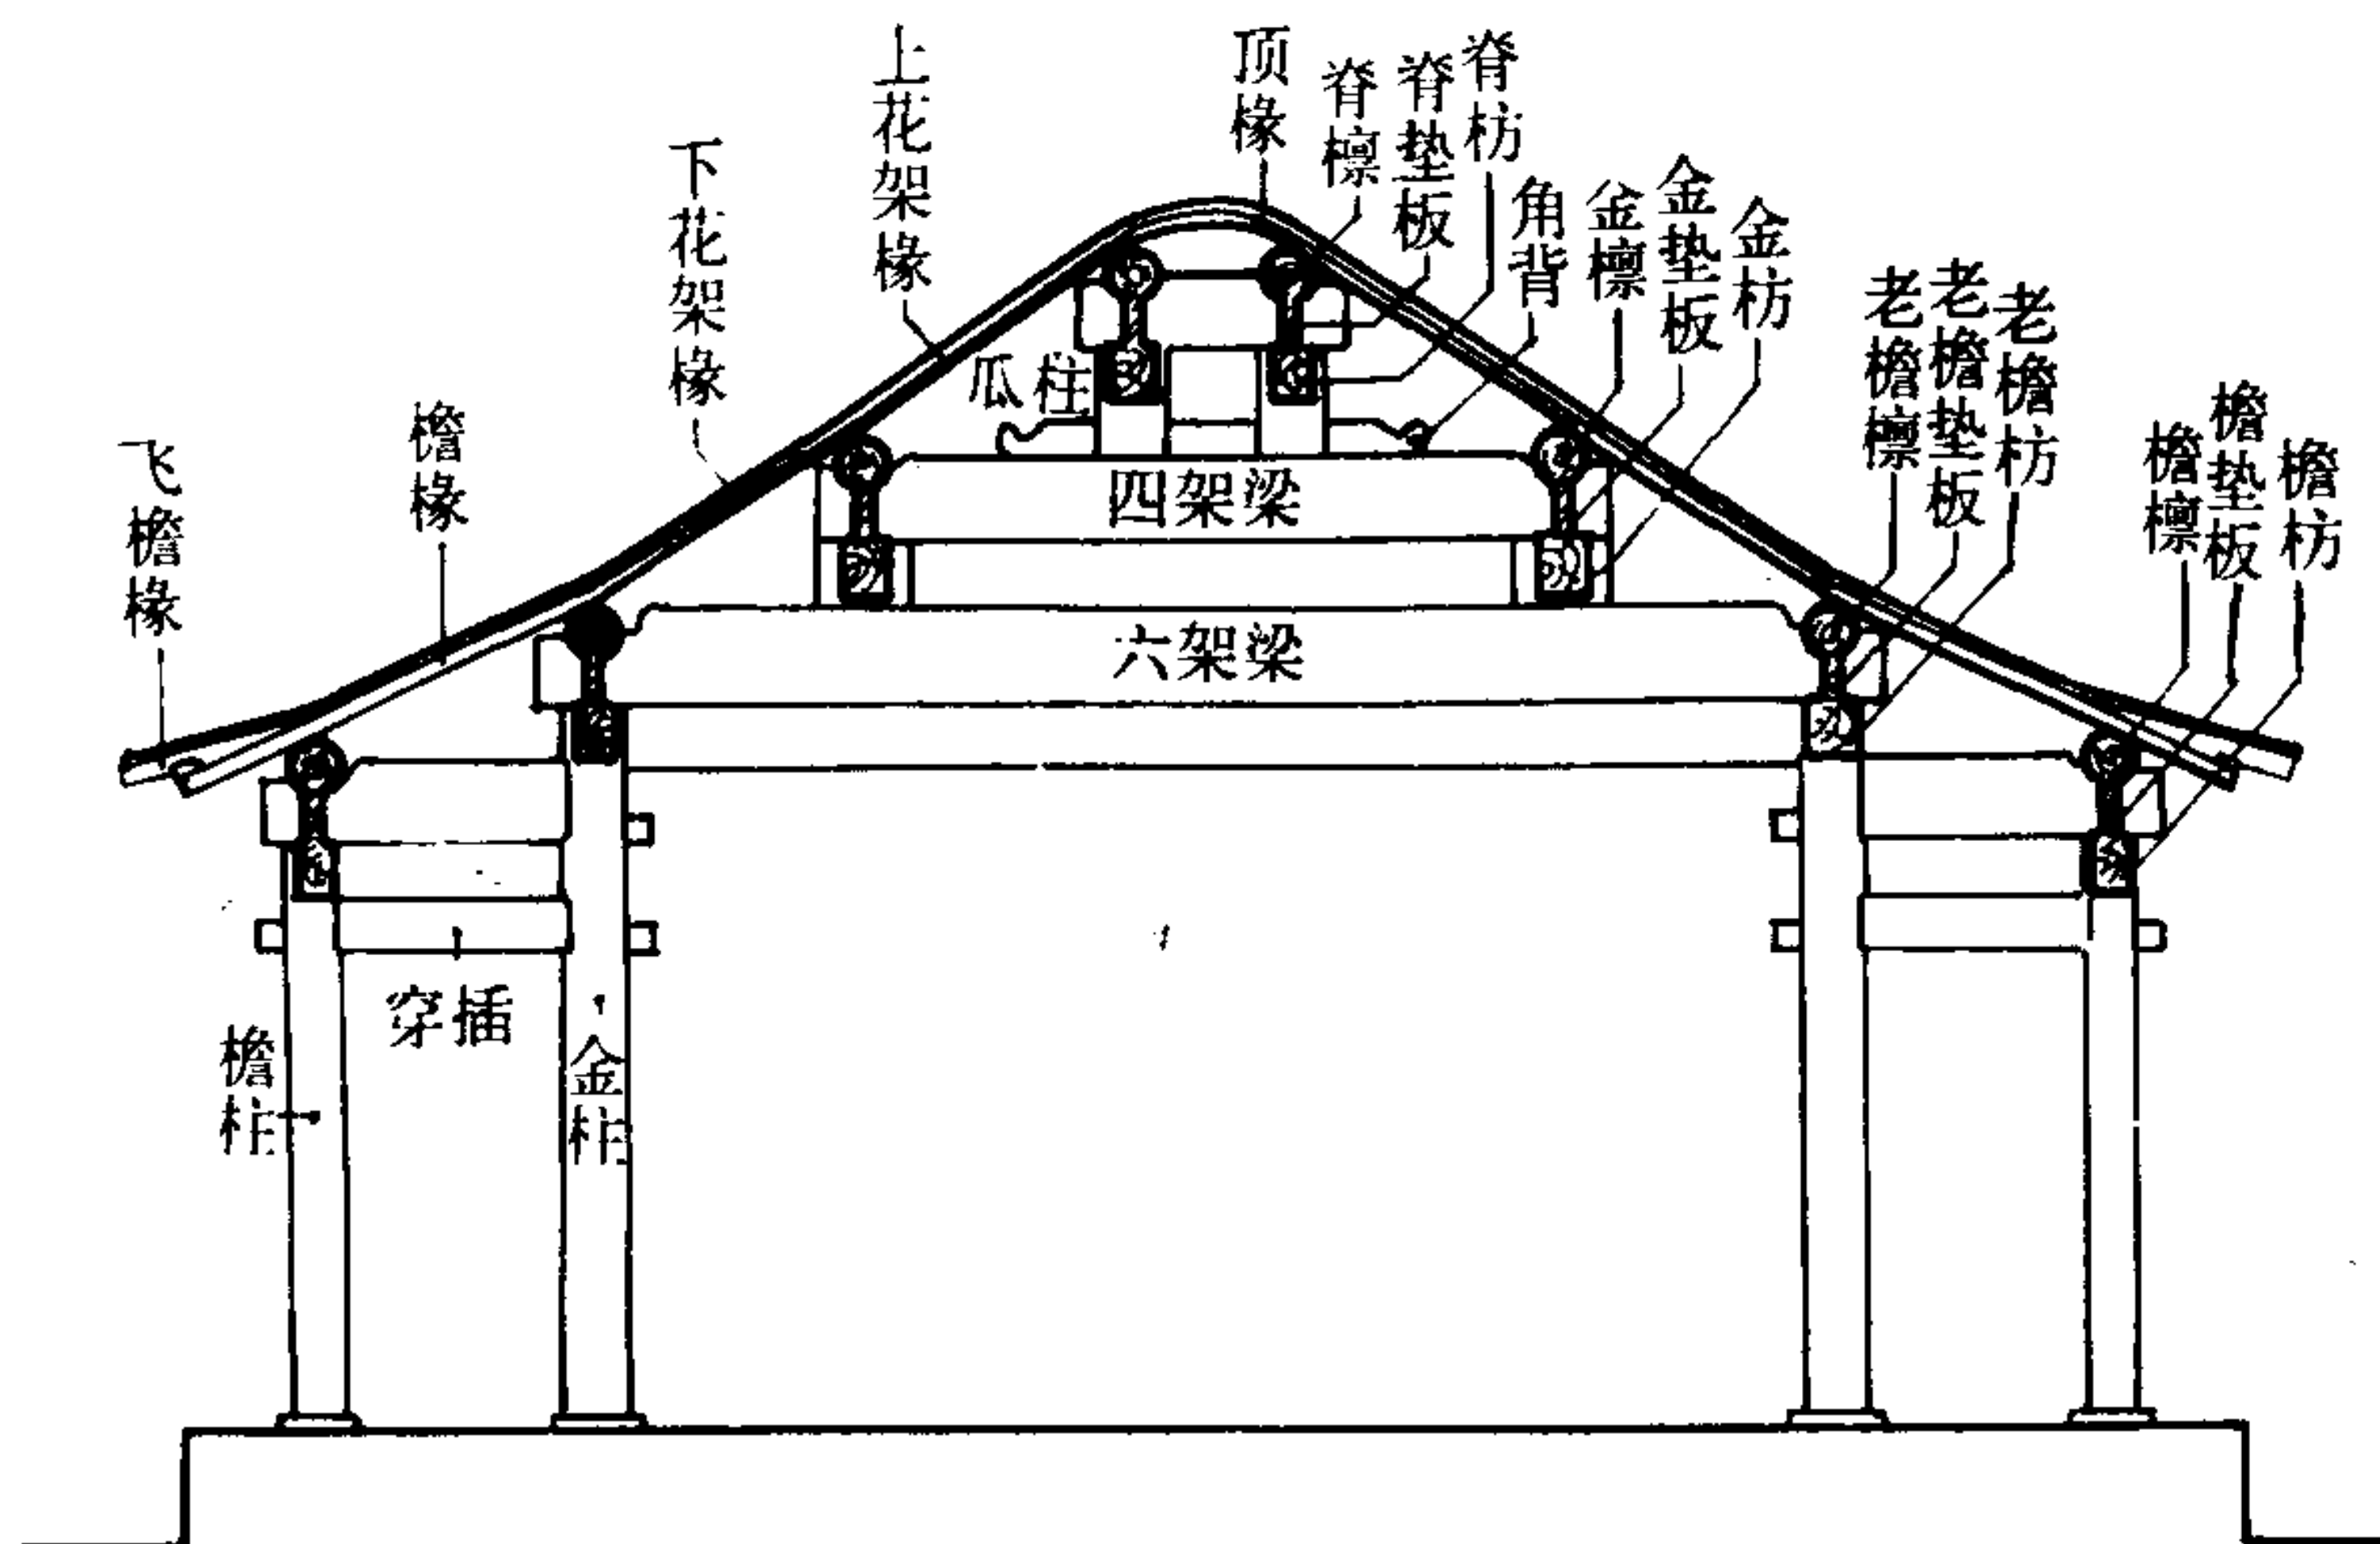 飞檐椽
檐椽
下花架椽
上花架椽
顶椽
脊檩
脊垫板
脊枋
角背
金檩
金垫板
金枋
老檐檩
老檐垫板
老檐枋
檐檩
檐垫板
檐枋
瓜柱
四架梁
六架梁
穿插
檐柱
金柱